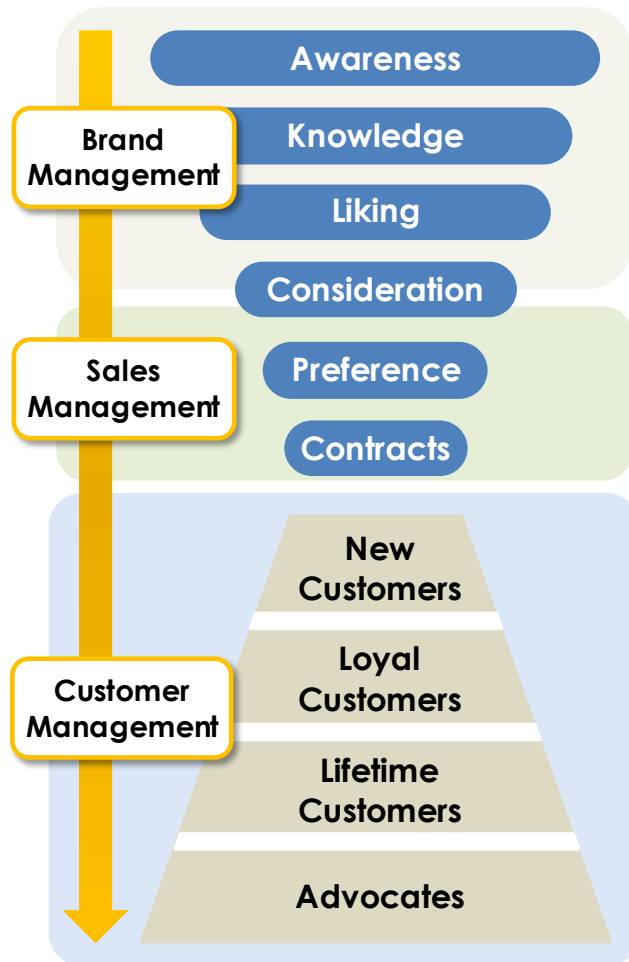 Awareness
Brand
Management
Knowledge
Liking
Consideration
Sales
Management
Preference
Contracts
New
Customers
Loyal
Customers
Customer
Management
Lifetime
Customers
Advocates